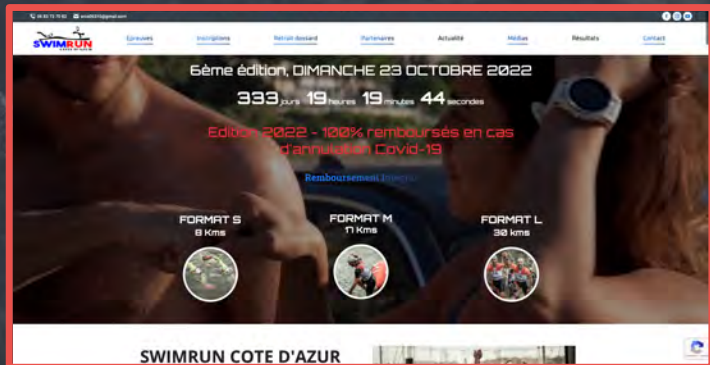 SWIMRUN
Epreuves
Inscriptions
Retrait dossard
Partenaires
Actualité
Médias
Résultats
Contact
6ème édition, DIMANCHE 23 OCTOBRE 2022
333 jours 19 heures 19 minutes 44 secondes
Edition 2022 - 100% remboursés en cas
d'annulation Covid-19
Remboursement
FORMAT S
8 Kms
FORMAT M
17 Kms
FORMAT L
30 kms
SWIMRUN COTE D'AZUR